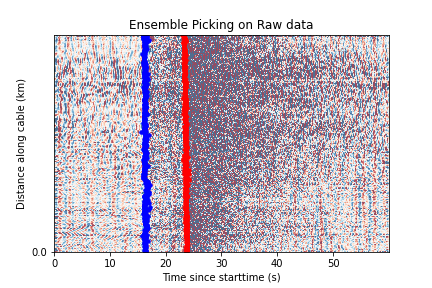 Ensemble Picking on Raw data
Distance along cable (km)
0.0
0 10 20 30 40 50
Time since starttime (s)